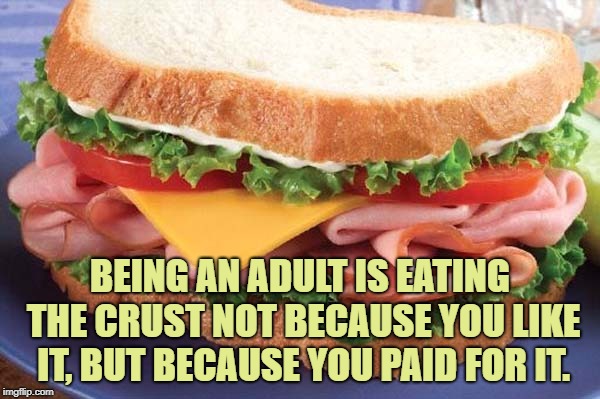 BEING AN ADULT IS EATING
THE CRUST NOT BECAUSE YOU LIKE
IT, BUT BECAUSE YOU PAID FOR IT.
imgflip.com